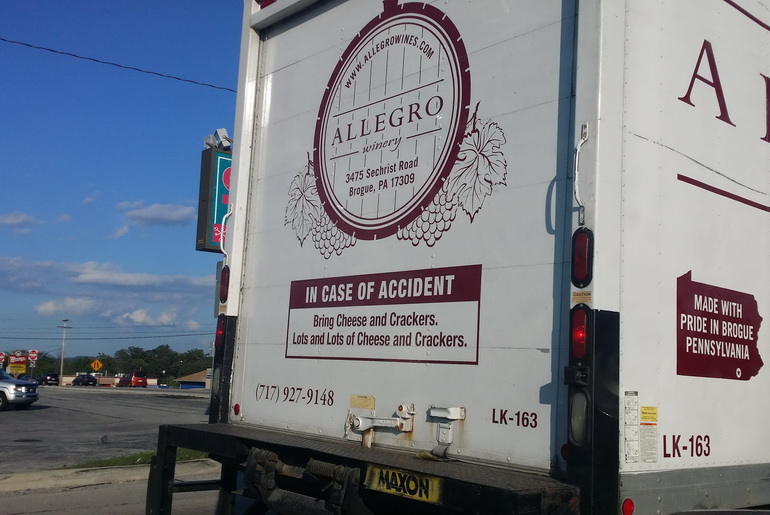 WWW.ALLEGROWINES.COM
ALLEGRO
winery
3475 Sechrist Road
Brogue, PA 17309
IN CASE OF ACCIDENT
Bring Cheese and Crackers.
Lots and Lots of Cheese and Crackers.
(717) 927-9148
LK-163
MAXON
A
MADE WITH
PRIDE IN BROGUE
PENNSYLVANIA
LK-163
CAUTION